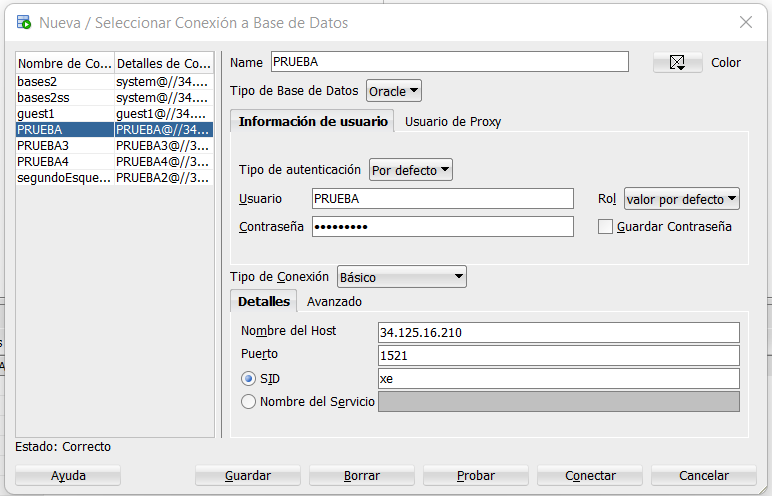 Nueva / Seleccionar Conexión a Base de Datos
Nombre de Co... Detalles de Co...
bases2 system@//34....
bases2ss system@//34....
guest1 guest1@//34...
PRUEBA PRUEBA@//34...
PRUEBA3 PRUEBA3@//3...
PRUEBA4 PRUEBA4@//3...
segundoEsque... PRUEBA2@//3...
Name PRUEBA Color
Tipo de Base de Datos Oracle
Información de usuario Usuario de Proxy
Tipo de autenticación Por defecto
Usuario PRUEBA Rol valor por defecto
Contraseña ••••••••• Guardar Contraseña
Tipo de Conexión Básico
Detalles Avanzado
Nombre del Host 34.125.16.210
Puerto 1521
SID xe
Nombre del Servicio
Estado: Correcto
Ayuda Guardar Borrar Probar Conectar Cancelar